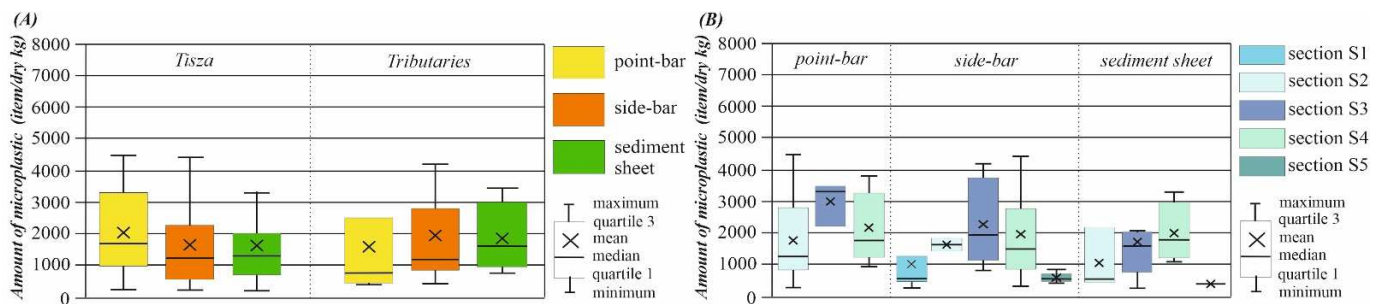 (A)
Amount of microplastic (item/dry kg)
8000
7000
6000
5000
4000
3000
2000
1000
0
Tisza
Tributaries
point-bar
side-bar
sediment
sheet
maximum
quartile 3
mean
median
quartile 1
minimum
(B)
Amount of microplastic (item/dry kg)
8000
7000
6000
5000
4000
3000
2000
1000
0
point-bar
side-bar
sediment sheet
section S1
section S2
section S3
section S4
section S5
maximum
quartile 3
mean
median
quartile 1
minimum